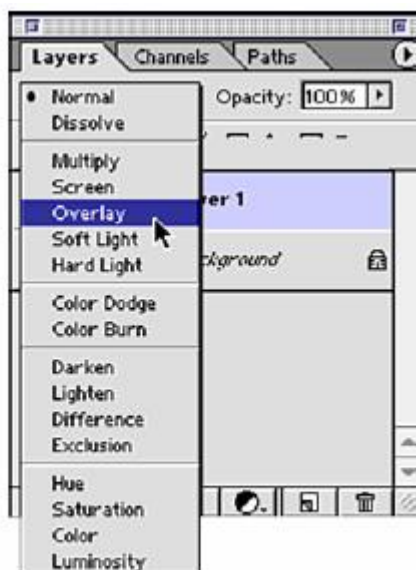 Layers Channels Paths
Normal Opacity: 100%
Dissolve
Multiply
Screen
Overlay yer 1
Soft Light
Hard Light ckground
Color Dodge
Color Burn
Darken
Lighten
Difference
Exclusion
Hue
Saturation
Color
Luminosity